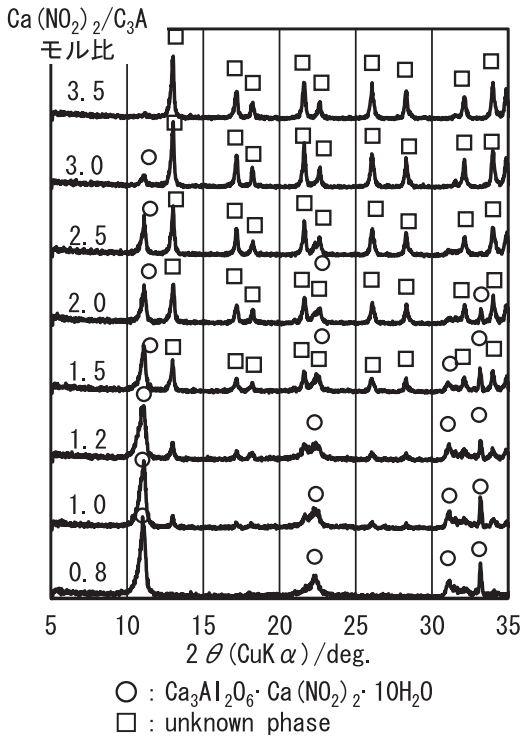 Ca(NO₂)₂/C₃A
モル比
3.5
3.0
2.5
2.0
1.5
1.2
1.0
0.8
5 10 15 20 25 30 35
2θ(CuKα)/deg.
○ : Ca₃Al₂O₆·Ca(NO₂)₂·10H₂O
□ : unknown phase